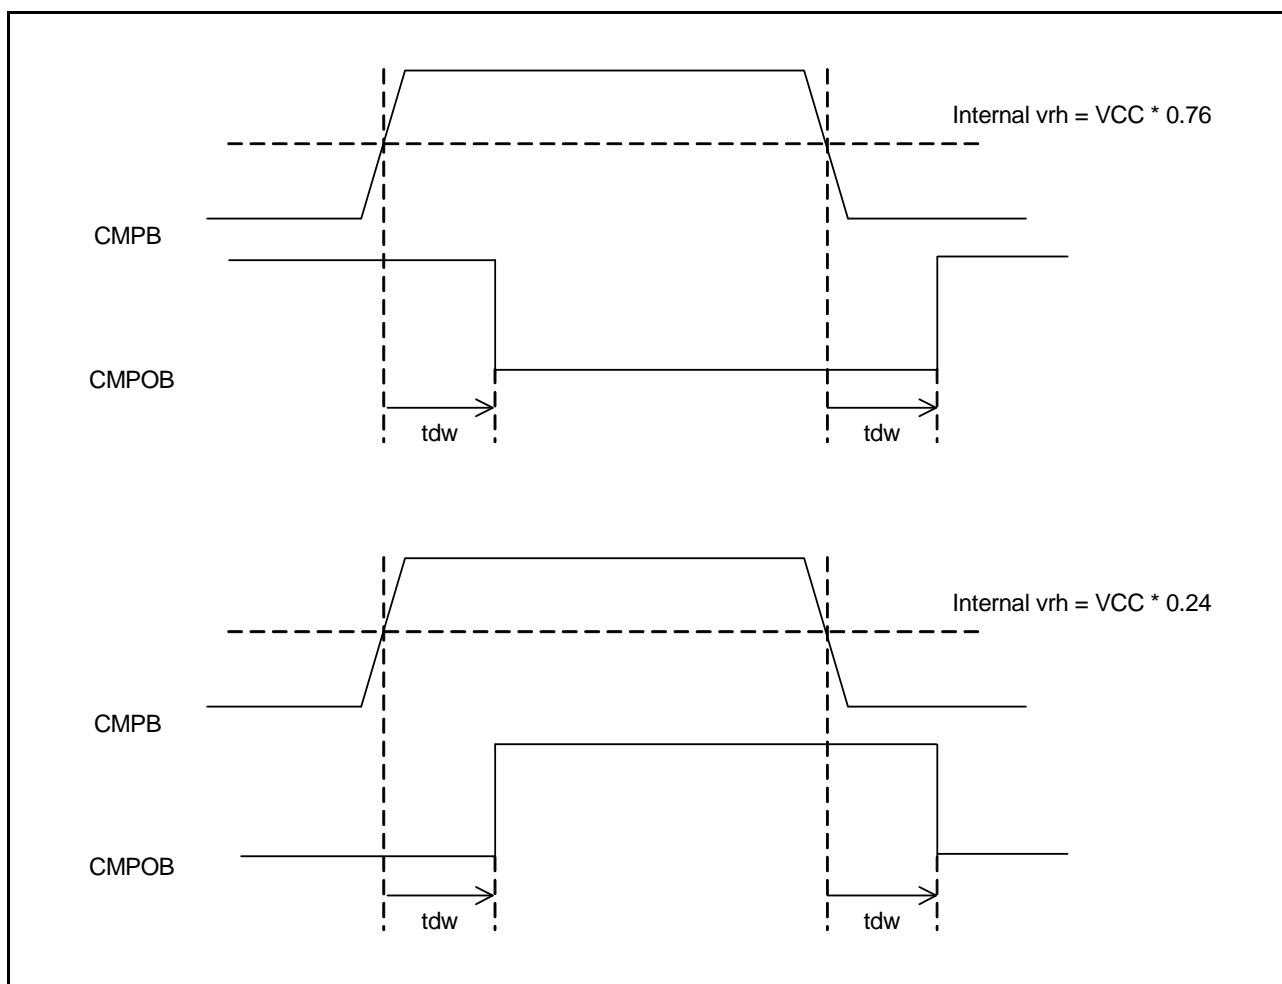 Internal vrh = VCC * 0.76
CMPB
CMPOB
tdw
tdw
Internal vrh = VCC * 0.24
CMPB
CMPOB
tdw
tdw